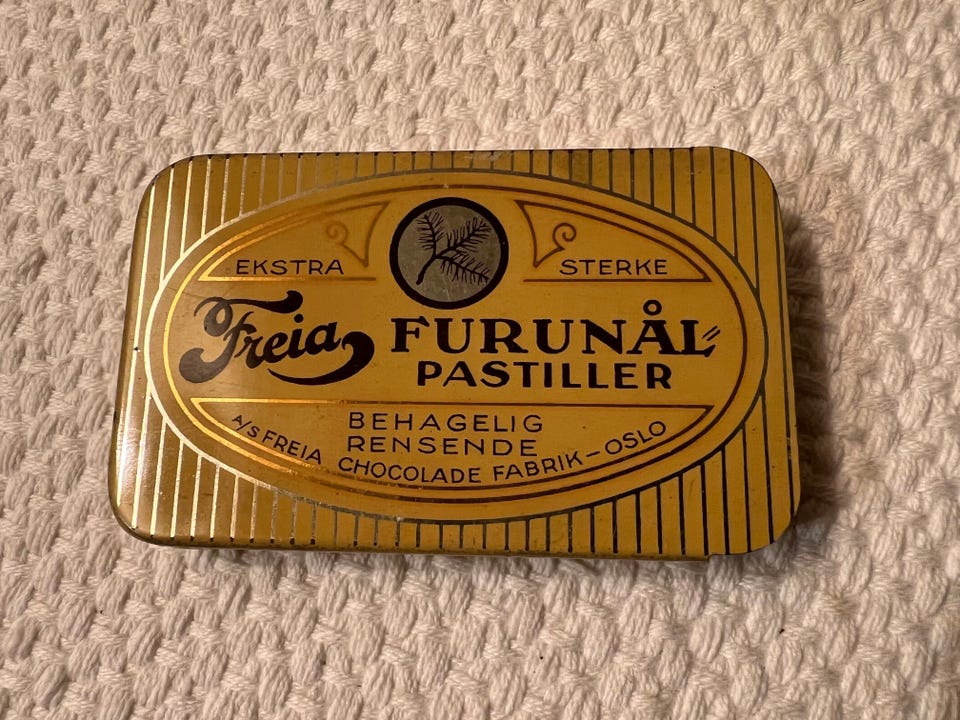 EKSTRA STERKE
Freia FURUNÅL
PASTILLER
BEHAGELIG
RENSENDE
A/S FREIA CHOCOLADE FABRIK-OSLO